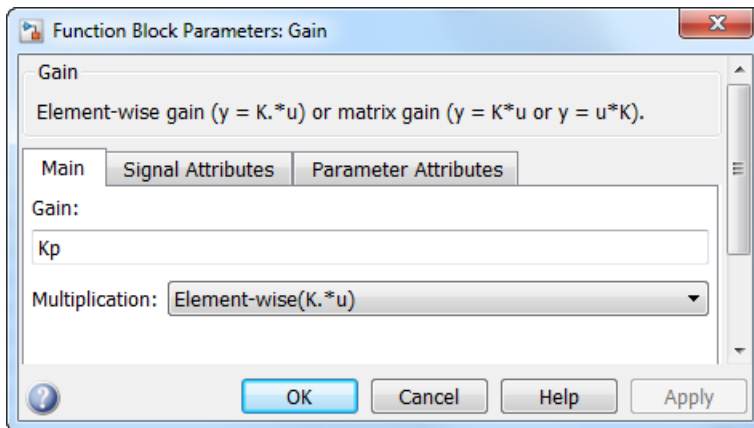 Function Block Parameters: Gain
X
Gain
Element-wise gain (y = K.*u) or matrix gain (y = K*u or y = u*K).
Main Signal Attributes Parameter Attributes
Gain:
Kp
Multiplication: Element-wise(K.*u)
? OK Cancel Help Apply